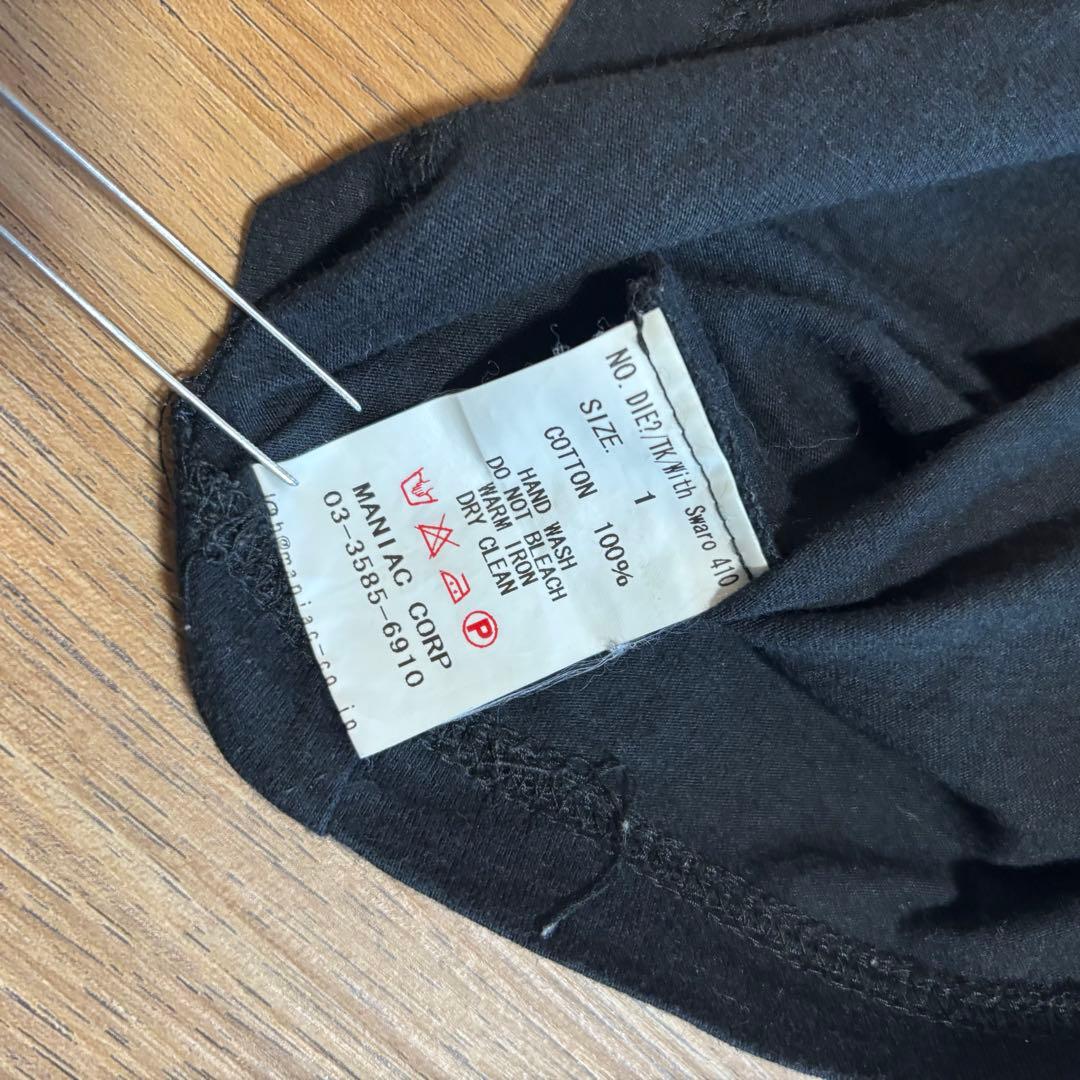 NO. DIE?/TK/With Swaro 410
SIZE. 1
COTTON 100%
HAND WASH
DO NOT BLEACH
WARM IRON
DRY CLEAN
P
MANIAC CORP
03-3585-6910